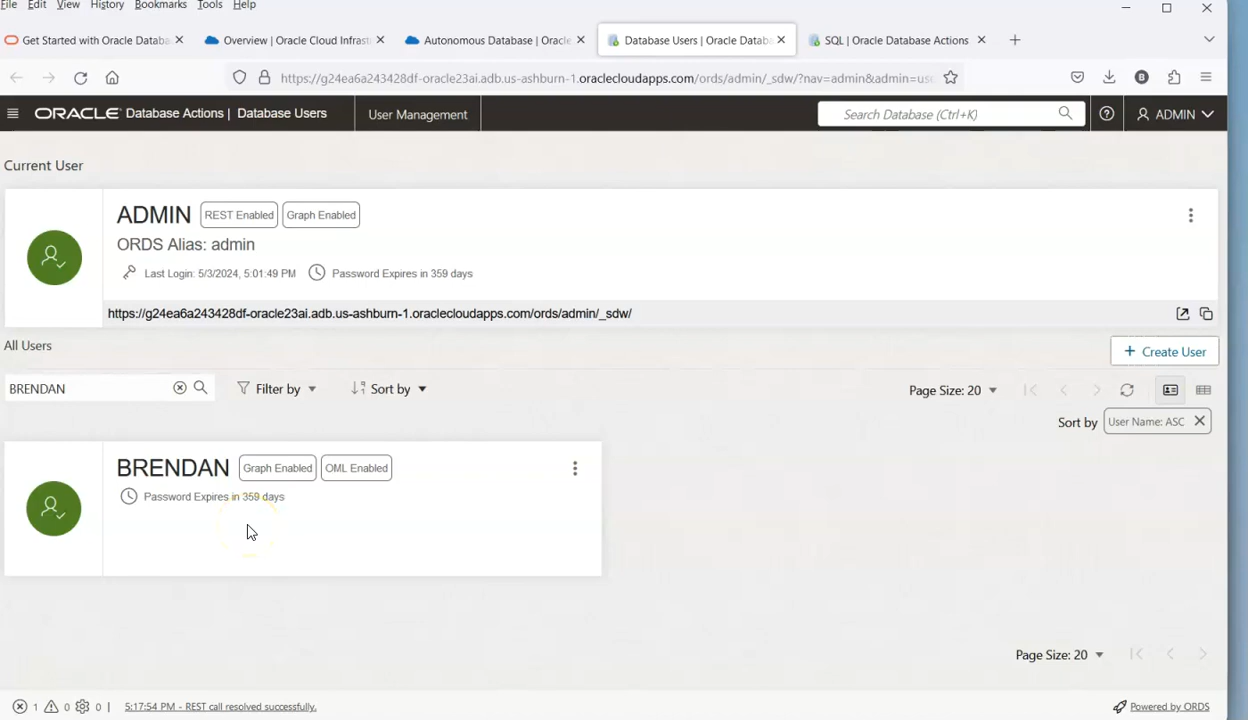 File Edit View History Bookmarks Tools Help
Get Started with Oracle Databa
Overview | Oracle Cloud Infrast
Autonomous Database | Oracle
Database Users | Oracle Databa
SQL | Oracle Database Actions
https://g24ea6a243428df-oracle23ai.adb.us-ashburn-1.oraclecloudapps.com/ords/admin/_sdw/?nav=admin&admin=us
ORACLE Database Actions | Database Users
User Management
Search Database (Ctrl+K)
ADMIN
Current User
ADMIN REST Enabled Graph Enabled
ORDS Alias: admin
Last Login: 5/3/2024, 5:01:49 PM Password Expires in 359 days
https://g24ea6a243428df-oracle23ai.adb.us-ashburn-1.oraclecloudapps.com/ords/admin/_sdw/
All Users
+ Create User
BRENDAN
Filter by
Sort by
Page Size: 20
Sort by User Name: ASC
BRENDAN Graph Enabled OML Enabled
Password Expires in 359 days
Page Size: 20
1 0 0 | 5:17:54 PM - REST call resolved successfully.
Powered by ORDS